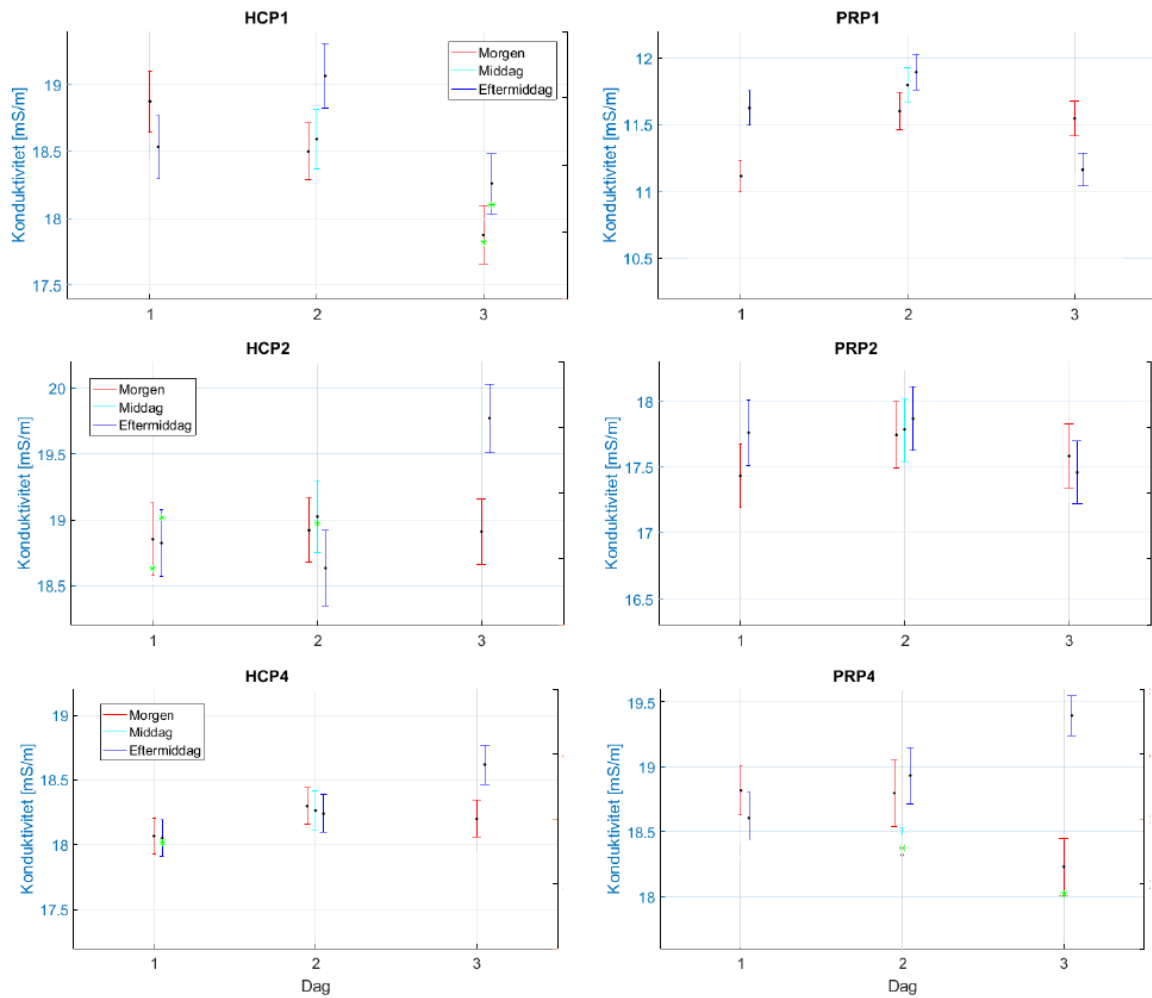 HCP1
Konduktivitet [mS/m]
19
18.5
18
17.5
1
2
3
Morgen
Middag
Eftermiddag
PRP1
Konduktivitet [mS/m]
12
11.5
11
10.5
1
2
3
HCP2
Konduktivitet [mS/m]
20
19.5
19
18.5
1
2
3
Morgen
Middag
Eftermiddag
PRP2
Konduktivitet [mS/m]
18
17.5
17
16.5
1
2
3
HCP4
Konduktivitet [mS/m]
19
18.5
18
17.5
1
2
3
Dag
Morgen
Middag
Eftermiddag
PRP4
Konduktivitet [mS/m]
19.5
19
18.5
18
1
2
3
Dag